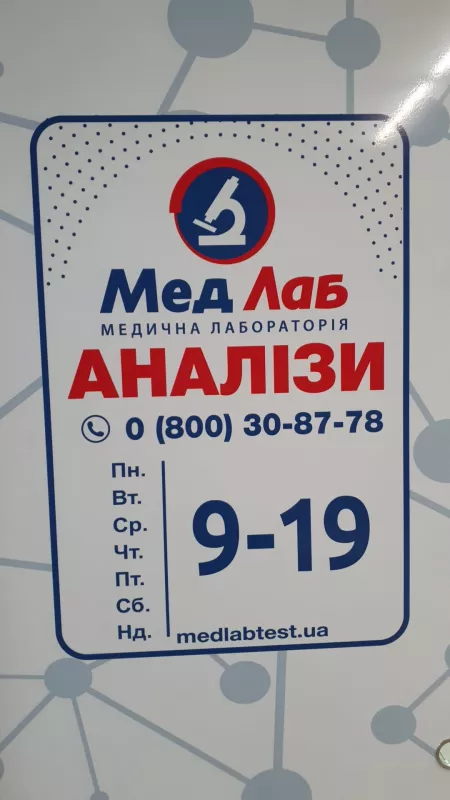 Мед Лаб
МЕДИЧНА ЛАБОРАТОРІЯ
АНАЛІЗИ
0 (800) 30-87-78
Пн.
Вт.
Ср.
Чт.
Пт.
Сб.
Нд.
9-19
medlabtest.ua